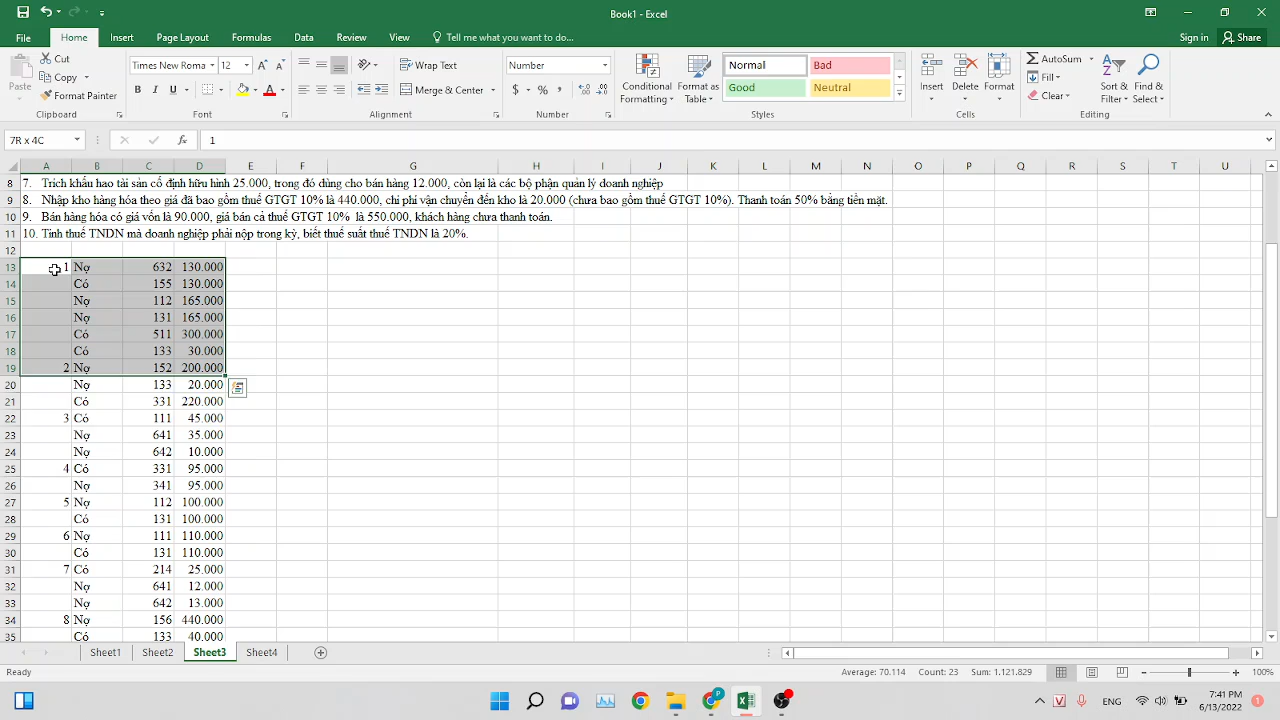 Book1 - Excel
Sign in
Share
File
Home
Insert
Page Layout
Formulas
Data
Review
View
Tell me what you want to do...
Paste
Cut
Copy
Format Painter
Clipboard
Times New Roma
12
B I U
Font
Wrap Text
Merge & Center
Alignment
Number
$ % ,
Number
Conditional Formatting
Format as Table
Normal
Bad
Good
Neutral
Styles
Insert
Delete
Format
Cells
AutoSum
Fill
Clear
Sort & Filter
Find & Select
Editing
7R x 4C
fx
1
A B C D E F G H I J K L M N O P Q R S T U
8 7. Trích khấu hao tài sản cố định hữu hình 25.000, trong đó dùng cho bán hàng 12.000, còn lại là các bộ phận quản lý doanh nghiệp
9 8. Nhập kho hàng hóa theo giá đã bao gồm thuế GTGT 10% là 440.000, chi phí vận chuyển đến kho là 20.000 (chưa bao gồm thuế GTGT 10%). Thanh toán 50% bằng tiền mặt.
10 9. Bán hàng hóa có giá vốn là 90.000, giá bán cả thuế GTGT 10% là 550.000, khách hàng chưa thanh toán.
11 10. Tính thuế TNDN mà doanh nghiệp phải nộp trong kỳ, biết thuế suất thuế TNDN là 20%.
12
13 1 Nợ 632 130.000
14 Có 155 130.000
15 Nợ 112 165.000
16 Nợ 131 165.000
17 Có 511 300.000
18 Có 133 30.000
19 2 Nợ 152 200.000
20 Nợ 133 20.000
21 Có 331 220.000
22 3 Có 111 45.000
23 Nợ 641 35.000
24 Nợ 642 10.000
25 4 Có 331 95.000
26 Nợ 341 95.000
27 5 Nợ 112 100.000
28 Có 131 100.000
29 6 Nợ 111 110.000
30 Có 131 110.000
31 7 Có 214 25.000
32 Nợ 641 12.000
33 Nợ 642 13.000
34 8 Nợ 156 440.000
35 Có 133 40.000
Sheet1
Sheet2
Sheet3
Sheet4
Ready
Average: 70.114
Count: 23
Sum: 1.121.829
100%
ENG
7:41 PM
6/13/2022
1